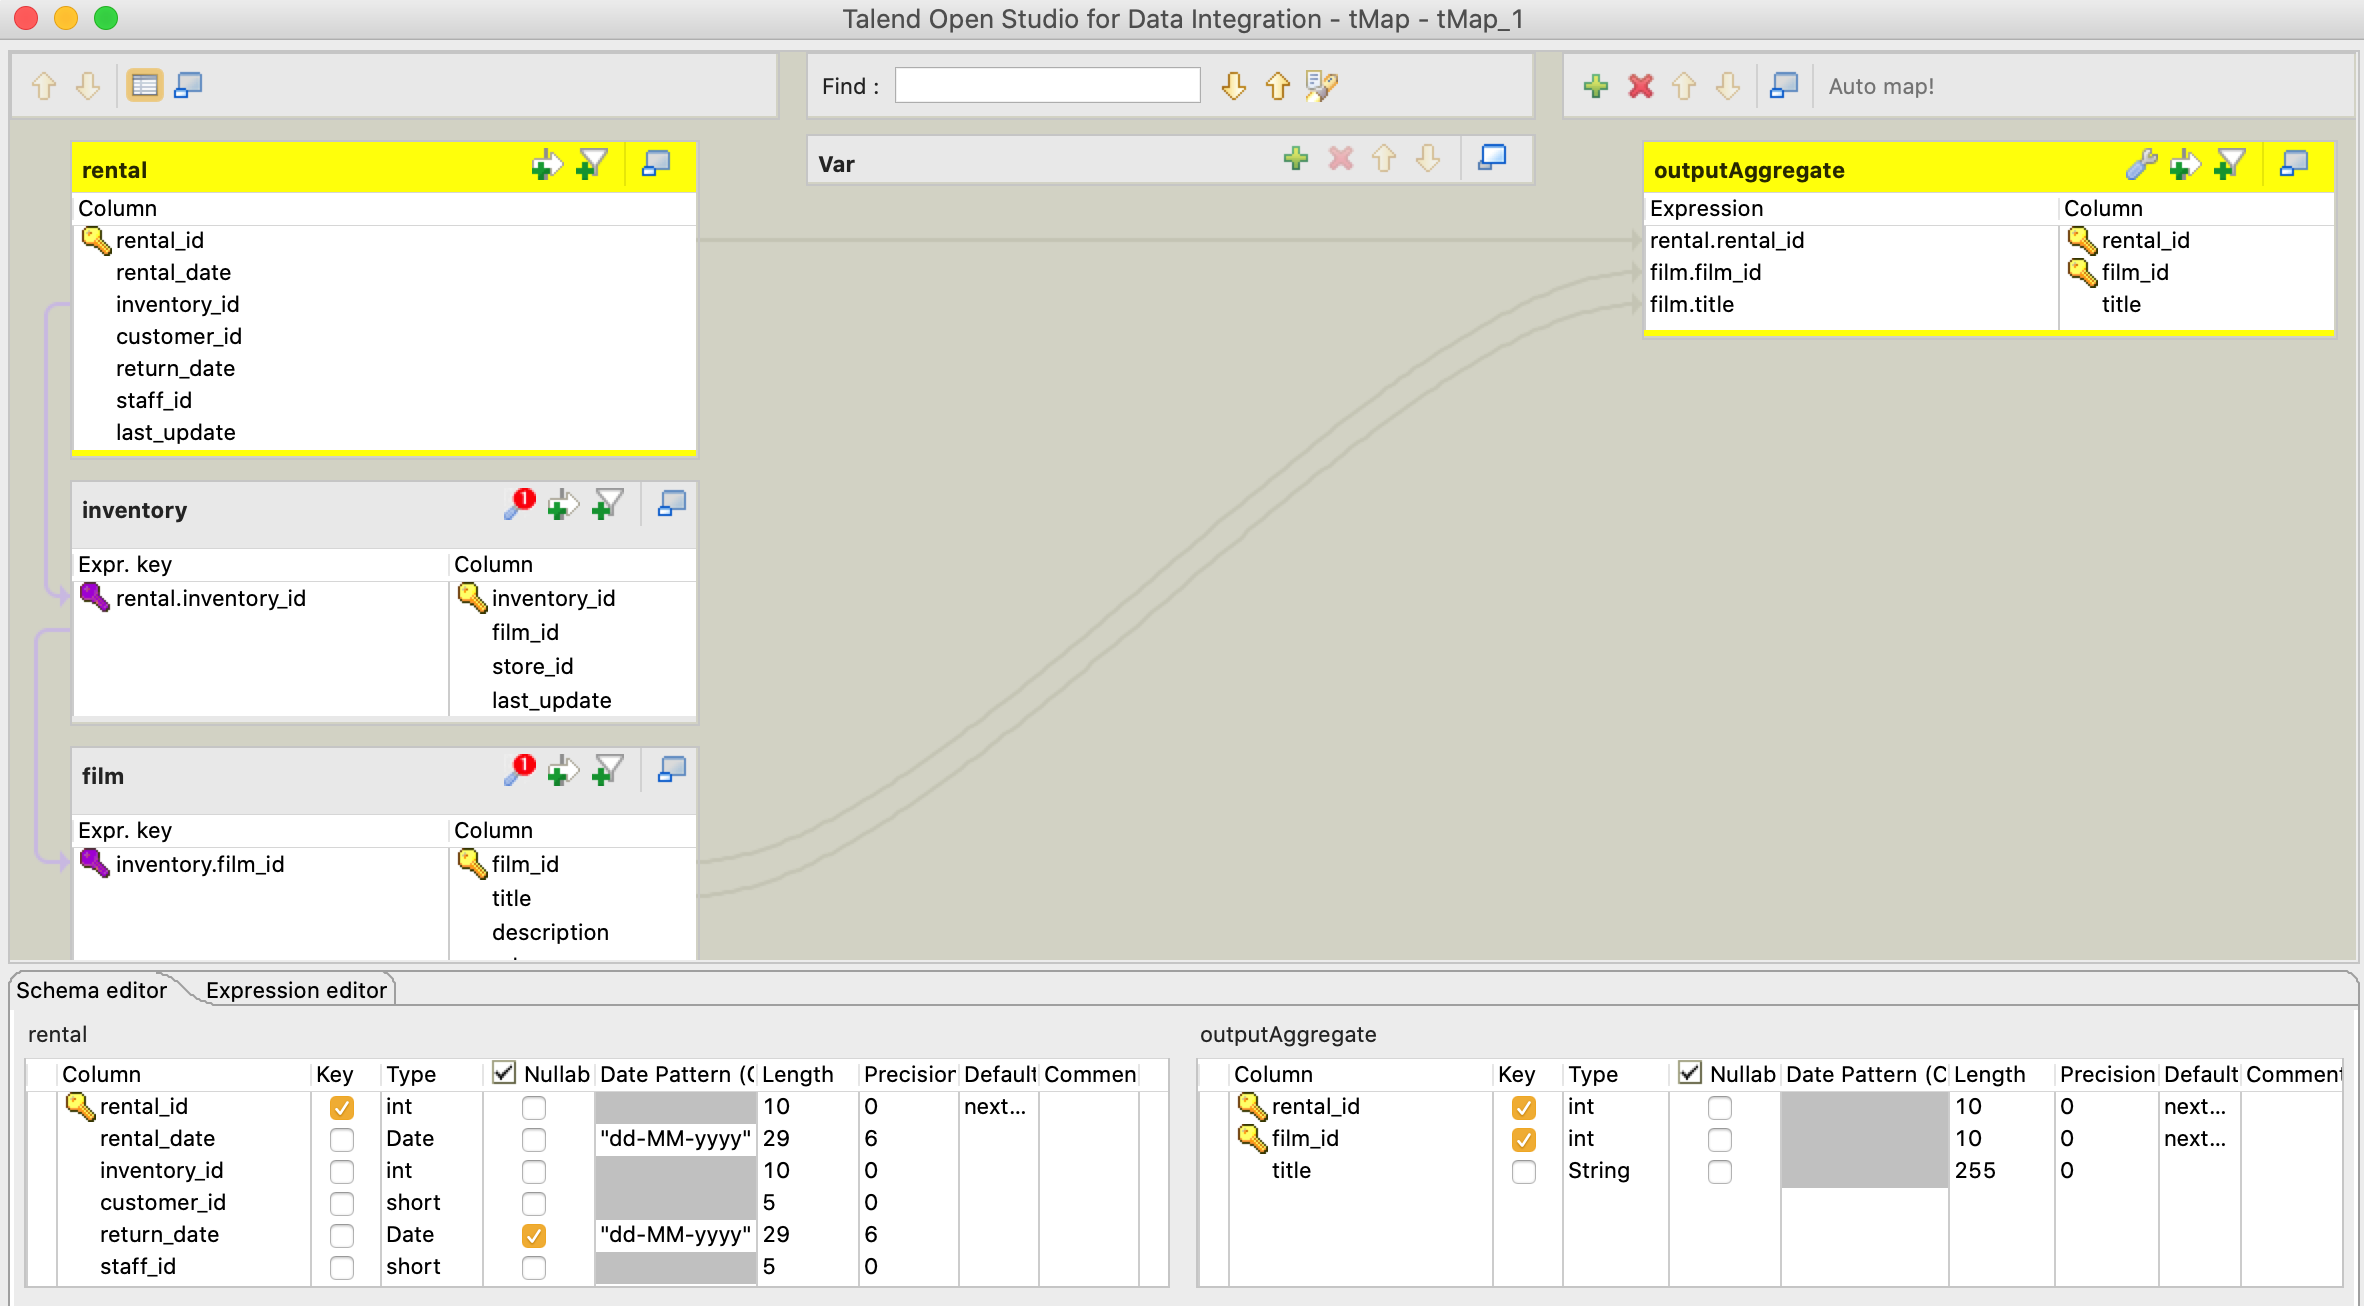 Talend Open Studio for Data Integration - tMap - tMap_1
Find :
Auto map!
rental
Column
rental_id
rental_date
inventory_id
customer_id
return_date
staff_id
last_update
Var
outputAggregate
Expression Column
rental.rental_id rental_id
film.film_id film_id
film.title title
inventory
1
Expr. key Column
rental.inventory_id inventory_id
film_id
store_id
last_update
film
1
Expr. key Column
inventory.film_id film_id
title
description
Schema editor Expression editor
rental
Column Key Type Nullab Date Pattern (C Length Precision Default Commen
rental_id int 10 0 next...
rental_date Date "dd-MM-yyyy" 29 6
inventory_id int 10 0
customer_id short 5 0
return_date Date "dd-MM-yyyy" 29 6
staff_id short 5 0
outputAggregate
Column Key Type Nullab Date Pattern (C Length Precision Default Comment
rental_id int 10 0 next...
film_id int 10 0 next...
title String 255 0